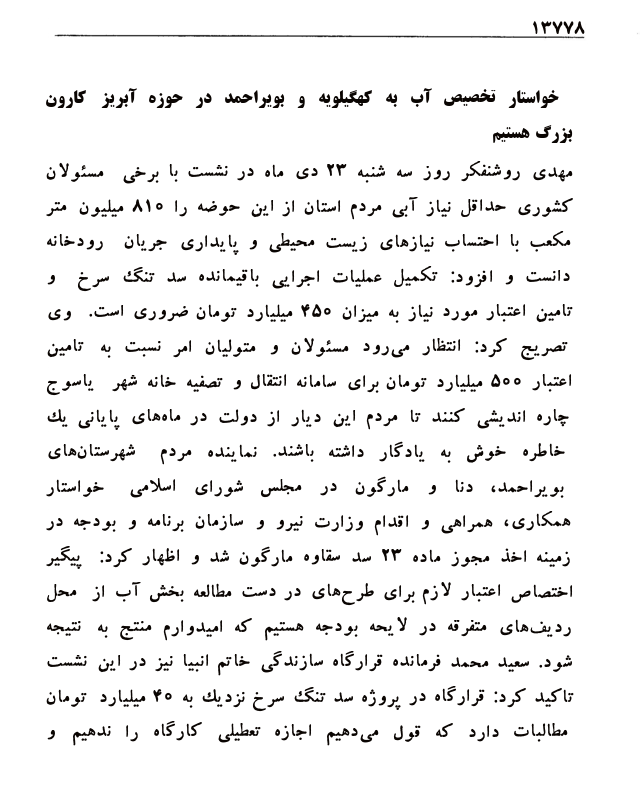 ۱۳۷۷۸
خواستار تخصیص آب به کهگیلویه و بویراحمد در حوزه آبریز کارون
بزرگ هستیم
مهدی روشنفکر روز سه شنبه ۲۳ دی ماه در نشست با برخی مسئولان
کشوری حداقل نیاز آبی مردم استان از این حوضه را ۸۱۰ میلیون متر
مکعب با احتساب نیازهای زیست محیطی و پایداری جریان رودخانه
دانست و افزود: تکمیل عملیات اجرایی باقیمانده سد تنگ سرخ و
تامین اعتبار مورد نیاز به میزان ۴۵۰ میلیارد تومان ضروری است. وی
تصریح کرد: انتظار می‌رود مسئولان و متولیان امر نسبت به تامین
اعتبار ۵۰۰ میلیارد تومان برای سامانه انتقال و تصفیه خانه شهر یاسوج
چاره اندیشی کنند تا مردم این دیار از دولت در ماه‌های پایانی یک
خاطره خوش به یادگار داشته باشند. نماینده مردم شهرستان‌های
بویراحمد، دنا و مارگون در مجلس شورای اسلامی خواستار
همکاری، همراهی و اقدام وزارت نیرو و سازمان برنامه و بودجه در
زمینه اخذ مجوز ماده ۲۳ سد سقاوه مارگون شد و اظهار کرد: پیگیر
اختصاص اعتبار لازم برای طرح‌های در دست مطالعه بخش آب از محل
ردیف‌های متفرقه در لایحه بودجه هستیم که امیدوارم منتج به نتیجه
شود. سعید محمد فرمانده قرارگاه سازندگی خاتم انبیا نیز در این نشست
تاکید کرد: قرارگاه در پروژه سد تنگ سرخ نزدیک به ۴۰ میلیارد تومان
مطالبات دارد که قول می‌دهیم اجازه تعطیلی کارگاه را ندهیم و